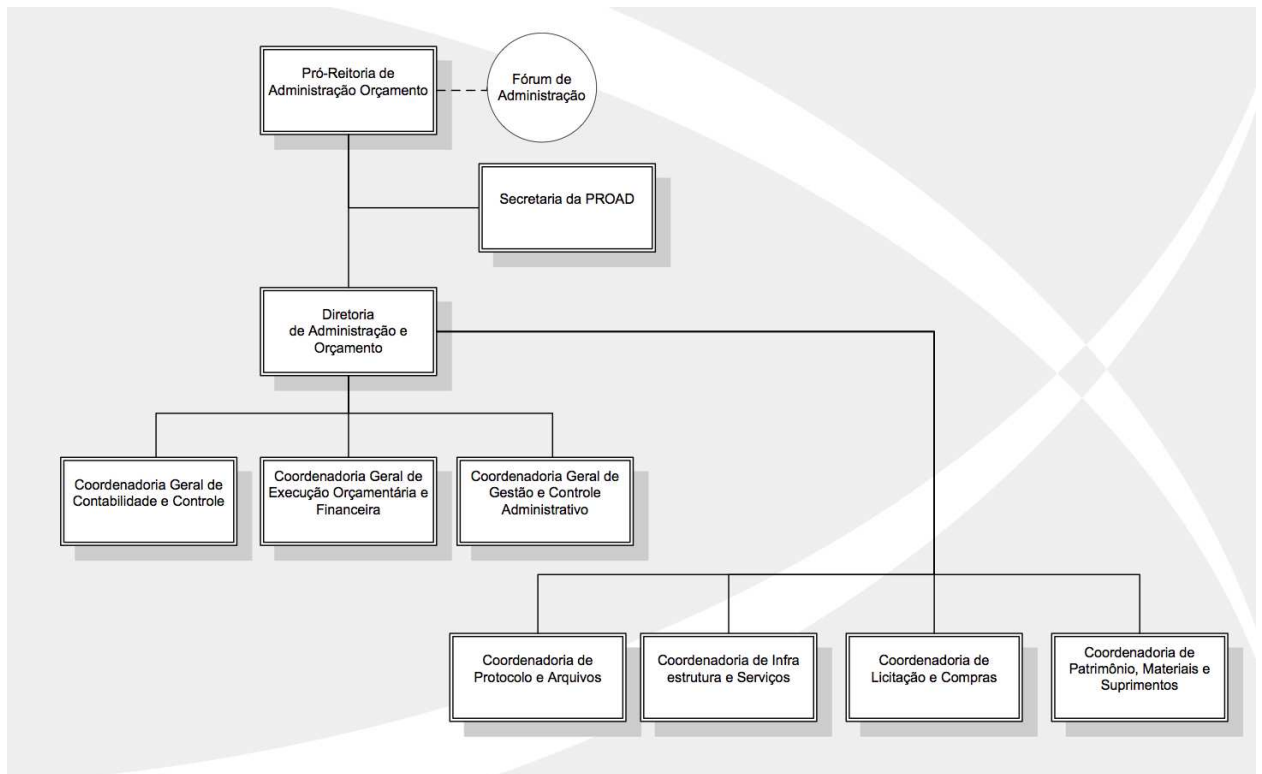 Pró-Reitoria de
Administração Orçamento
Fórum de
Administração
Secretaria da PROAD
Diretoria
de Administração e
Orçamento
Coordenadoria Geral de
Contabilidade e Controle
Coordenadoria Geral de
Execução Orçamentária e
Financeira
Coordenadoria Geral de
Gestão e Controle
Administrativo
Coordenadoria de
Protocolo e Arquivos
Coordenadoria de Infra
estrutura e Serviços
Coordenadoria de
Licitação e Compras
Coordenadoria de
Patrimônio, Materiais e
Suprimentos